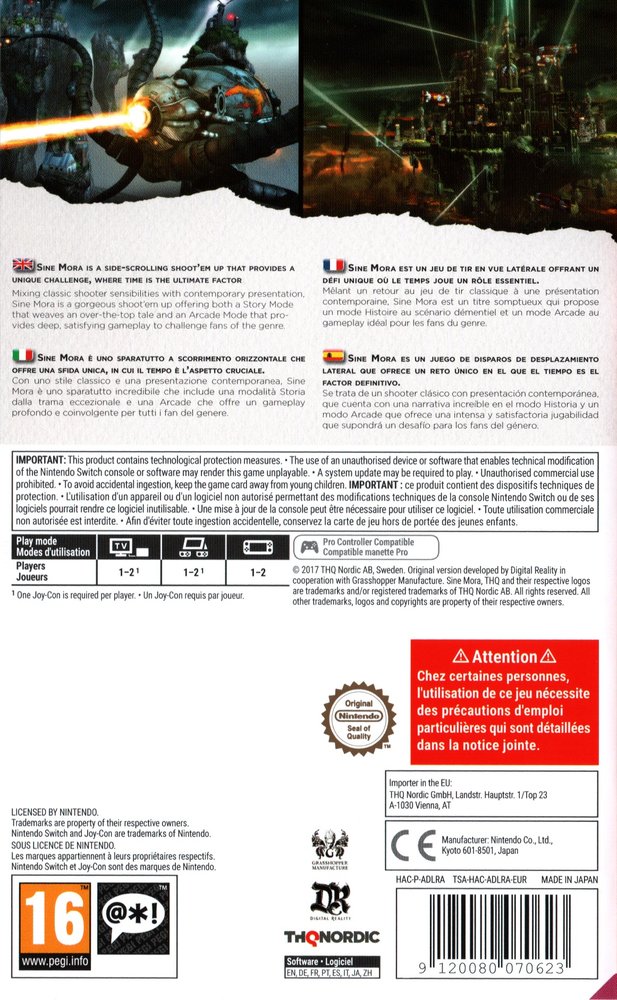 SINE MORA IS A SIDE-SCROLLING SHOOT'EM UP THAT PROVIDES A
UNIQUE CHALLENGE, WHERE TIME IS THE ULTIMATE FACTOR
Mixing classic shooter sensibilities with contemporary presentation,
Sine Mora is a gorgeous shoot'em up offering both a Story Mode
that weaves an over-the-top tale and an Arcade Mode that pro-
vides deep, satisfying gameplay to challenge fans of the genre.
SINE MORA EST UN JEU DE TIR EN VUE LATÉRALE OFFRANT UN
DÉFI UNIQUE OÙ LE TEMPS JOUE UN RÔLE ESSENTIEL.
Mêlant un retour au jeu de tir classique à une présentation
contemporaine, Sine Mora est un titre somptueux qui propose
un mode Histoire au scénario démentiel et un mode Arcade au
gameplay idéal pour les fans du genre.
SINE MORA È UNO SPARATUTTO A SCORRIMENTO ORIZZONTALE CHE
OFFRE UNA SFIDA UNICA, IN CUI IL TEMPO È L'ASPETTO CRUCIALE.
Con uno stile classico e una presentazione contemporanea, Sine
Mora è uno sparatutto incredibile che include una modalità Storia
dalla trama eccezionale e una Arcade che offre un gameplay
profondo e coinvolgente per tutti i fan del genere.
SINE MORA ES UN JUEGO DE DISPAROS DE DESPLAZAMIENTO
LATERAL QUE OFRECE UN RETO ÚNICO EN EL QUE EL TIEMPO ES EL
FACTOR DEFINITIVO.
Se trata de un shooter clásico con presentación contemporánea,
que cuenta con una narrativa increíble en el modo Historia y un
modo Arcade que ofrece una intensa y satisfactoria jugabilidad
que supondrá un desafío para los fans del género.
IMPORTANT: This product contains technological protection measures. • The use of an unauthorised device or software that enables technical modification
of the Nintendo Switch console or software may render this game unplayable. • A system update may be required to play. • Unauthorised commercial use
prohibited. • To avoid accidental ingestion, keep the game card away from young children. IMPORTANT : ce produit contient des dispositifs techniques de
protection. • L'utilisation d'un appareil ou d'un logiciel non autorisé permettant des modifications techniques de la console Nintendo Switch ou de ses
logiciels pourrait rendre ce logiciel inutilisable. • Une mise à jour de la console peut être nécessaire pour utiliser ce logiciel. • Toute utilisation commerciale
non autorisée est interdite. • Afin d'éviter toute ingestion accidentelle, conservez la carte de jeu hors de portée des jeunes enfants.
Play mode
Modes d'utilisation
TV
Players
Joueurs
1-2¹
1-2¹
1-2
Pro Controller Compatible
Compatible manette Pro
¹ One Joy-Con is required per player. • Un Joy-Con requis par joueur.
© 2017 THQ Nordic AB, Sweden. Original version developed by Digital Reality in
cooperation with Grasshopper Manufacture. Sine Mora, THQ and their respective logos
are trademarks and/or registered trademarks of THQ Nordic AB. All rights reserved. All
other trademarks, logos and copyrights are property of their respective owners.
Attention
Chez certaines personnes,
l'utilisation de ce jeu nécessite
des précautions d'emploi
particulières qui sont détaillées
dans la notice jointe.
Original
Nintendo
Seal of
Quality
TM
Importer in the EU:
THQ Nordic GmbH, Landstr. Hauptstr. 1/Top 23
A-1030 Vienna, AT
CE
Manufacturer: Nintendo Co., Ltd.,
Kyoto 601-8501, Japan
HAC-P-ADLRA TSA-HAC-ADLRA-EUR MADE IN JAPAN
LICENSED BY NINTENDO.
Trademarks are property of their respective owners.
Nintendo Switch and Joy-Con are trademarks of Nintendo.
SOUS LICENCE DE NINTENDO.
Les marques appartiennent à leurs propriétaires respectifs.
Nintendo Switch et Joy-Con sont des marques de Nintendo.
GRASSHOPPER
MANUFACTURE
DR
DIGITAL REALITY
THQNORDIC
Software • Logiciel
EN, DE, FR, PT, ES, IT, JA, ZH
16
www.pegi.info
@*!
9 120080 070623